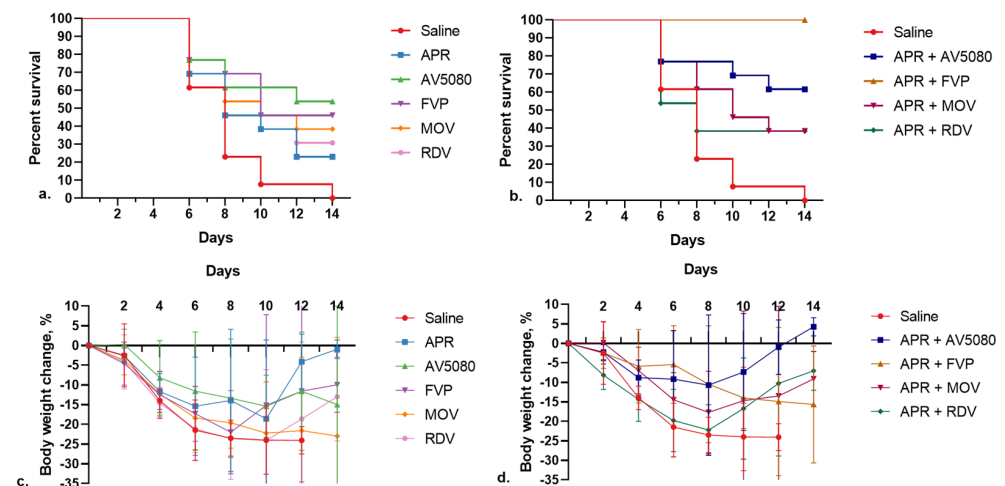 Percent survival
100
90
80
70
60
50
40
30
20
10
0
2 4 6 8 10 12 14
Days
a.
Saline
APR
AV5080
FVP
MOV
RDV
Percent survival
100
90
80
70
60
50
40
30
20
10
0
2 4 6 8 10 12 14
Days
b.
Saline
APR + AV5080
APR + FVP
APR + MOV
APR + RDV
Days
2 4 6 8 10 12 14
Body weight change, %
10
5
0
-5
-10
-15
-20
-25
-30
-35
c.
Saline
APR
AV5080
FVP
MOV
RDV
Days
2 4 6 8 10 12 14
Body weight change, %
10
5
0
-5
-10
-15
-20
-25
-30
-35
d.
Saline
APR + AV5080
APR + FVP
APR + MOV
APR + RDV